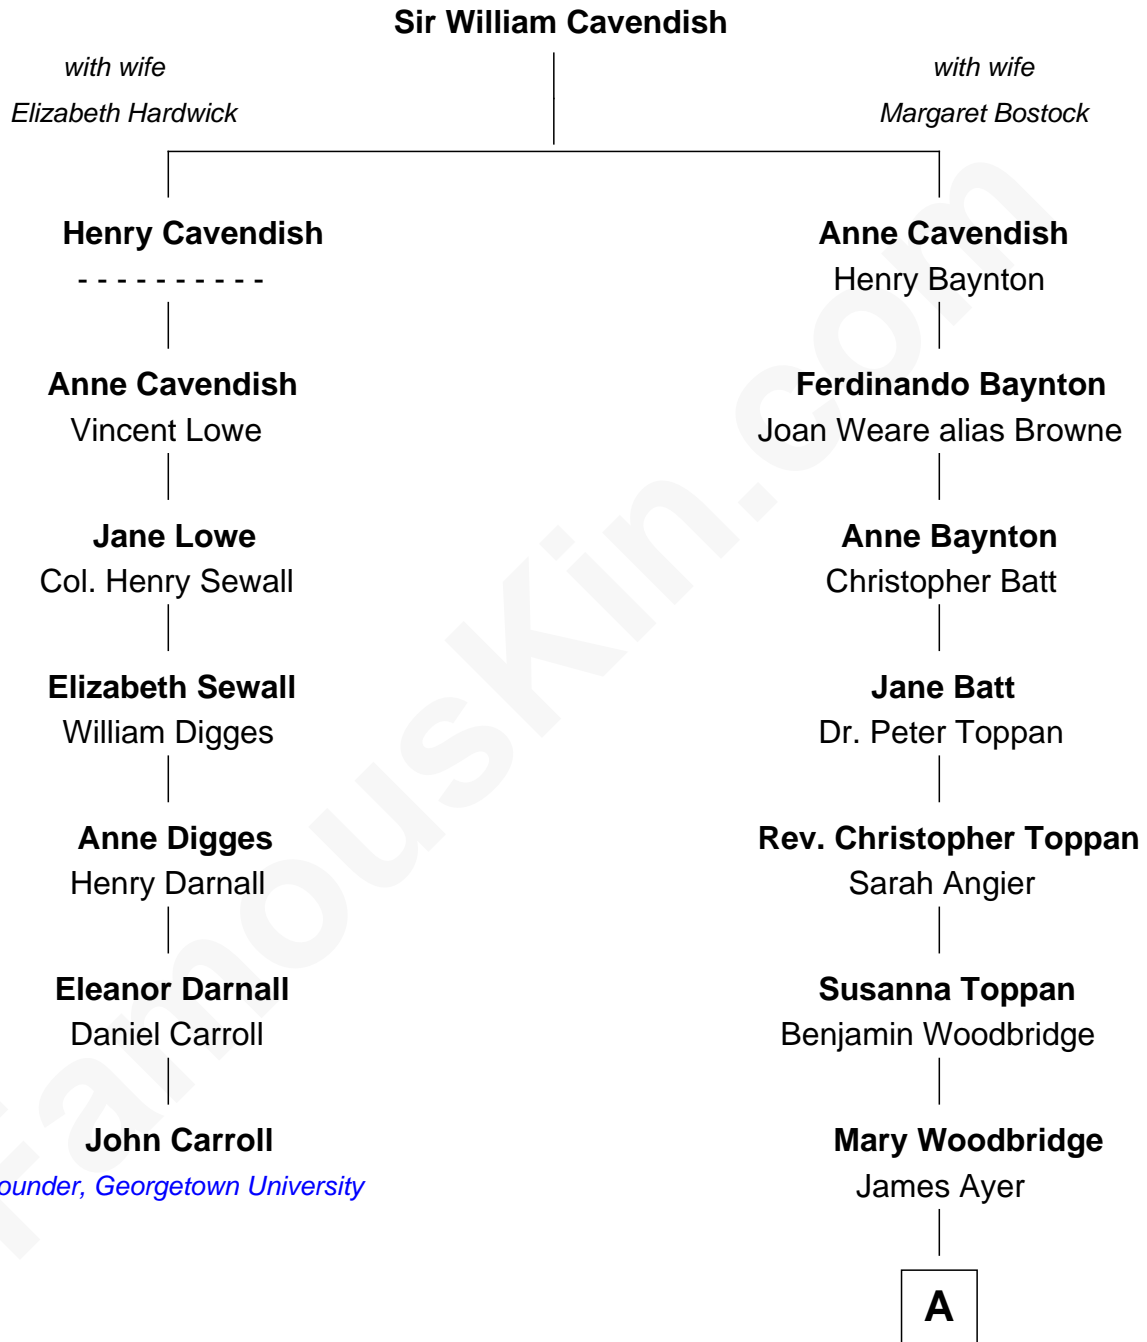 Sir William Cavendish
with wife
Elizabeth Hardwick
with wife
Margaret Bostock
Henry Cavendish
- - - - - - - - - -
Anne Cavendish
Vincent Lowe
Jane Lowe
Col. Henry Sewall
Elizabeth Sewall
William Digges
Anne Digges
Henry Darnall
Eleanor Darnall
Daniel Carroll
John Carroll
ounder, Georgetown University
Anne Cavendish
Henry Baynton
Ferdinando Baynton
Joan Weare alias Browne
Anne Baynton
Christopher Batt
Jane Batt
Dr. Peter Toppan
Rev. Christopher Toppan
Sarah Angier
Susanna Toppan
Benjamin Woodbridge
Mary Woodbridge
James Ayer
A
FamousKin.com